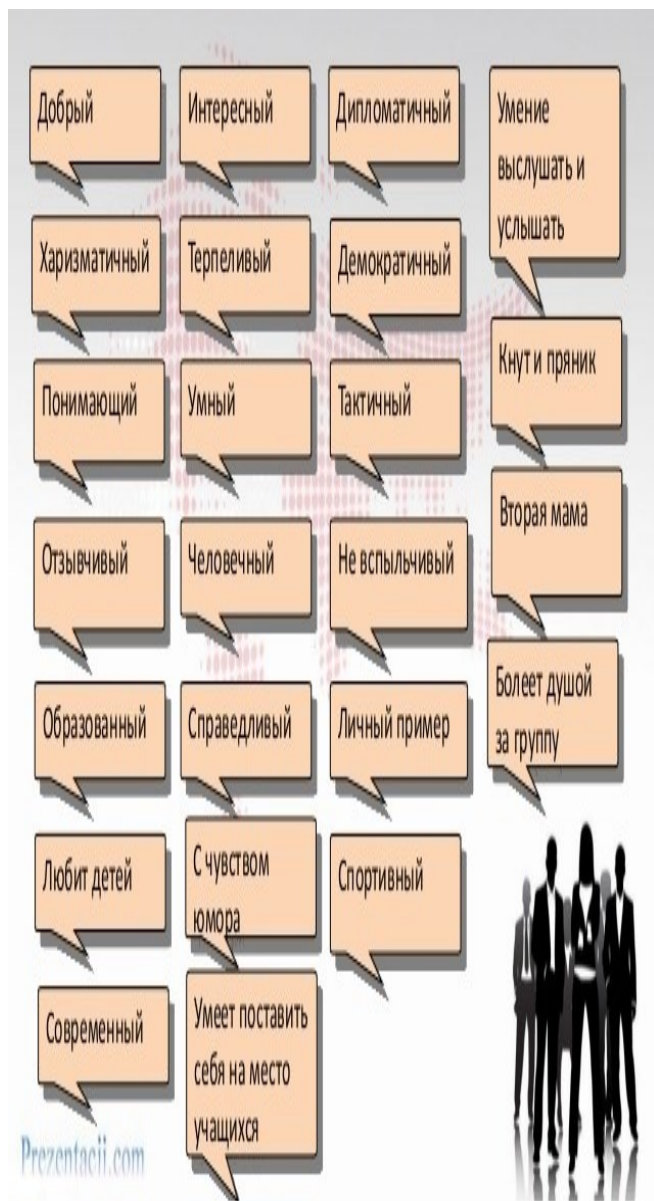 Добрый
Интересный
Дипломатичный
Умение
выслушать и
услышать
Харизматичный
Терпеливый
Демократичный
Кнут и пряник
Понимающий
Умный
Тактичный
Вторая мама
Отзывчивый
Человечный
Не вспыльчивый
Болеет душой
за группу
Образованный
Справедливый
Личный пример
Любит детей
С чувством
юмора
Спортивный
Современный
Умеет поставить
себя на место
учащихся
Prezentacii.com